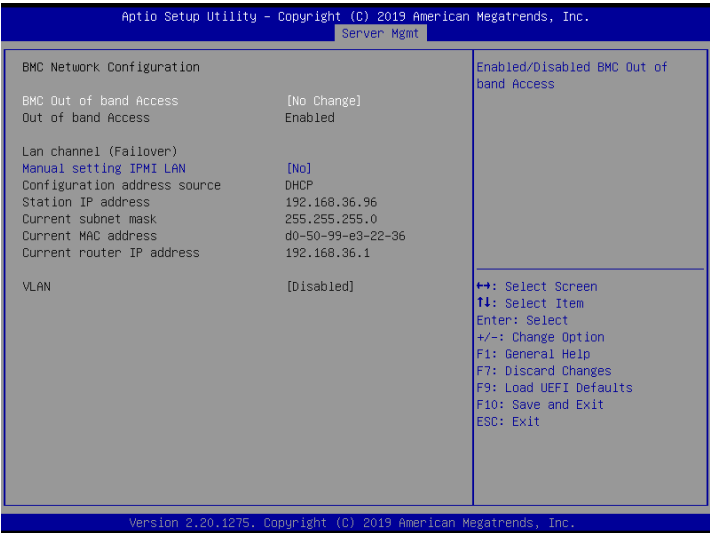 Aptio Setup Utility – Copyright (C) 2019 American Megatrends, Inc.
Server Mgmt
BMC Network Configuration
BMC Out of band Access [No Change]
Out of band Access Enabled
Lan channel (Failover)
Manual setting IPMI LAN [No]
Configuration address source DHCP
Station IP address 192.168.36.96
Current subnet mask 255.255.255.0
Current MAC address d0-50-99-e3-22-36
Current router IP address 192.168.36.1
VLAN [Disabled]
Enabled/Disabled BMC Out of
band Access
↔: Select Screen
↑↓: Select Item
Enter: Select
+/-: Change Option
F1: General Help
F7: Discard Changes
F9: Load UEFI Defaults
F10: Save and Exit
ESC: Exit
Version 2.20.1275. Copyright (C) 2019 American Megatrends, Inc.